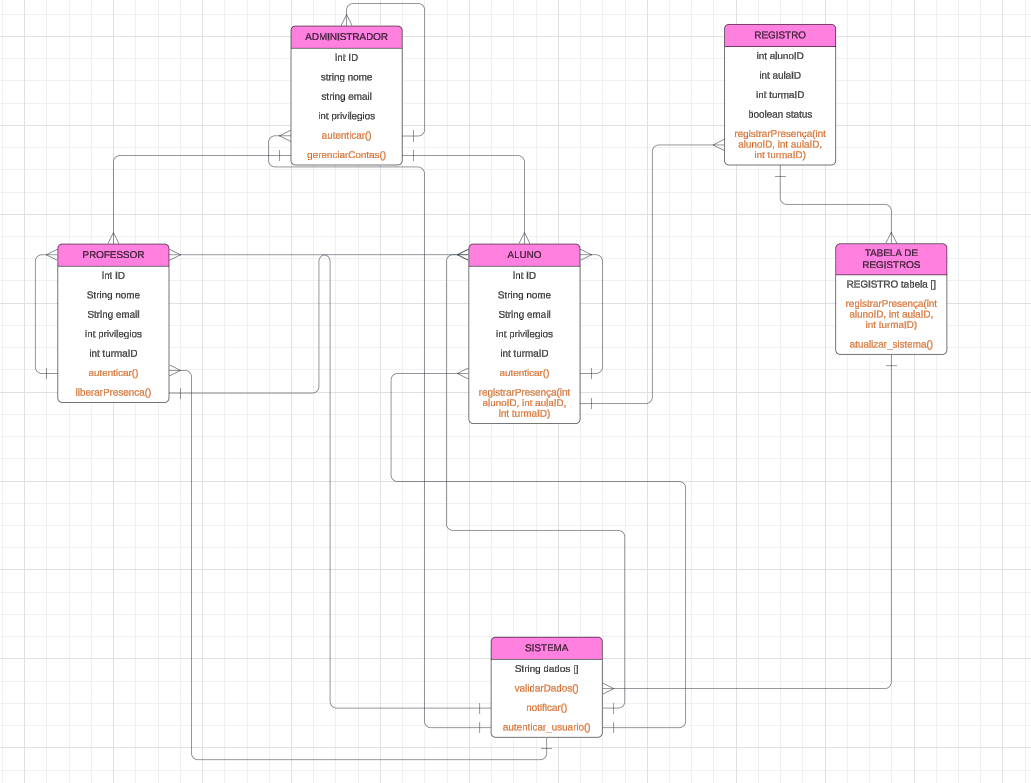 ADMINISTRADOR
int ID
string nome
string email
int privilegios
autenticar()
gerenciarContas()
REGISTRO
int alunoID
int aulaID
int turmaID
boolean status
registrarPresença(int
alunoID, int aulaID,
int turmaID)
PROFESSOR
int ID
String nome
String email
int privilegios
int turmaID
autenticar()
liberarPresenca()
ALUNO
int ID
String nome
String email
int privilegios
int turmaID
autenticar()
registrarPresença(int
alunoID, int aulaID,
int turmaID)
TABELA DE
REGISTROS
REGISTRO tabela []
registrarPresença(int
alunoID, int aulaID,
int turmaID)
atualizar_sistema()
SISTEMA
String dados []
validarDados()
notificar()
autenticar_usuario()